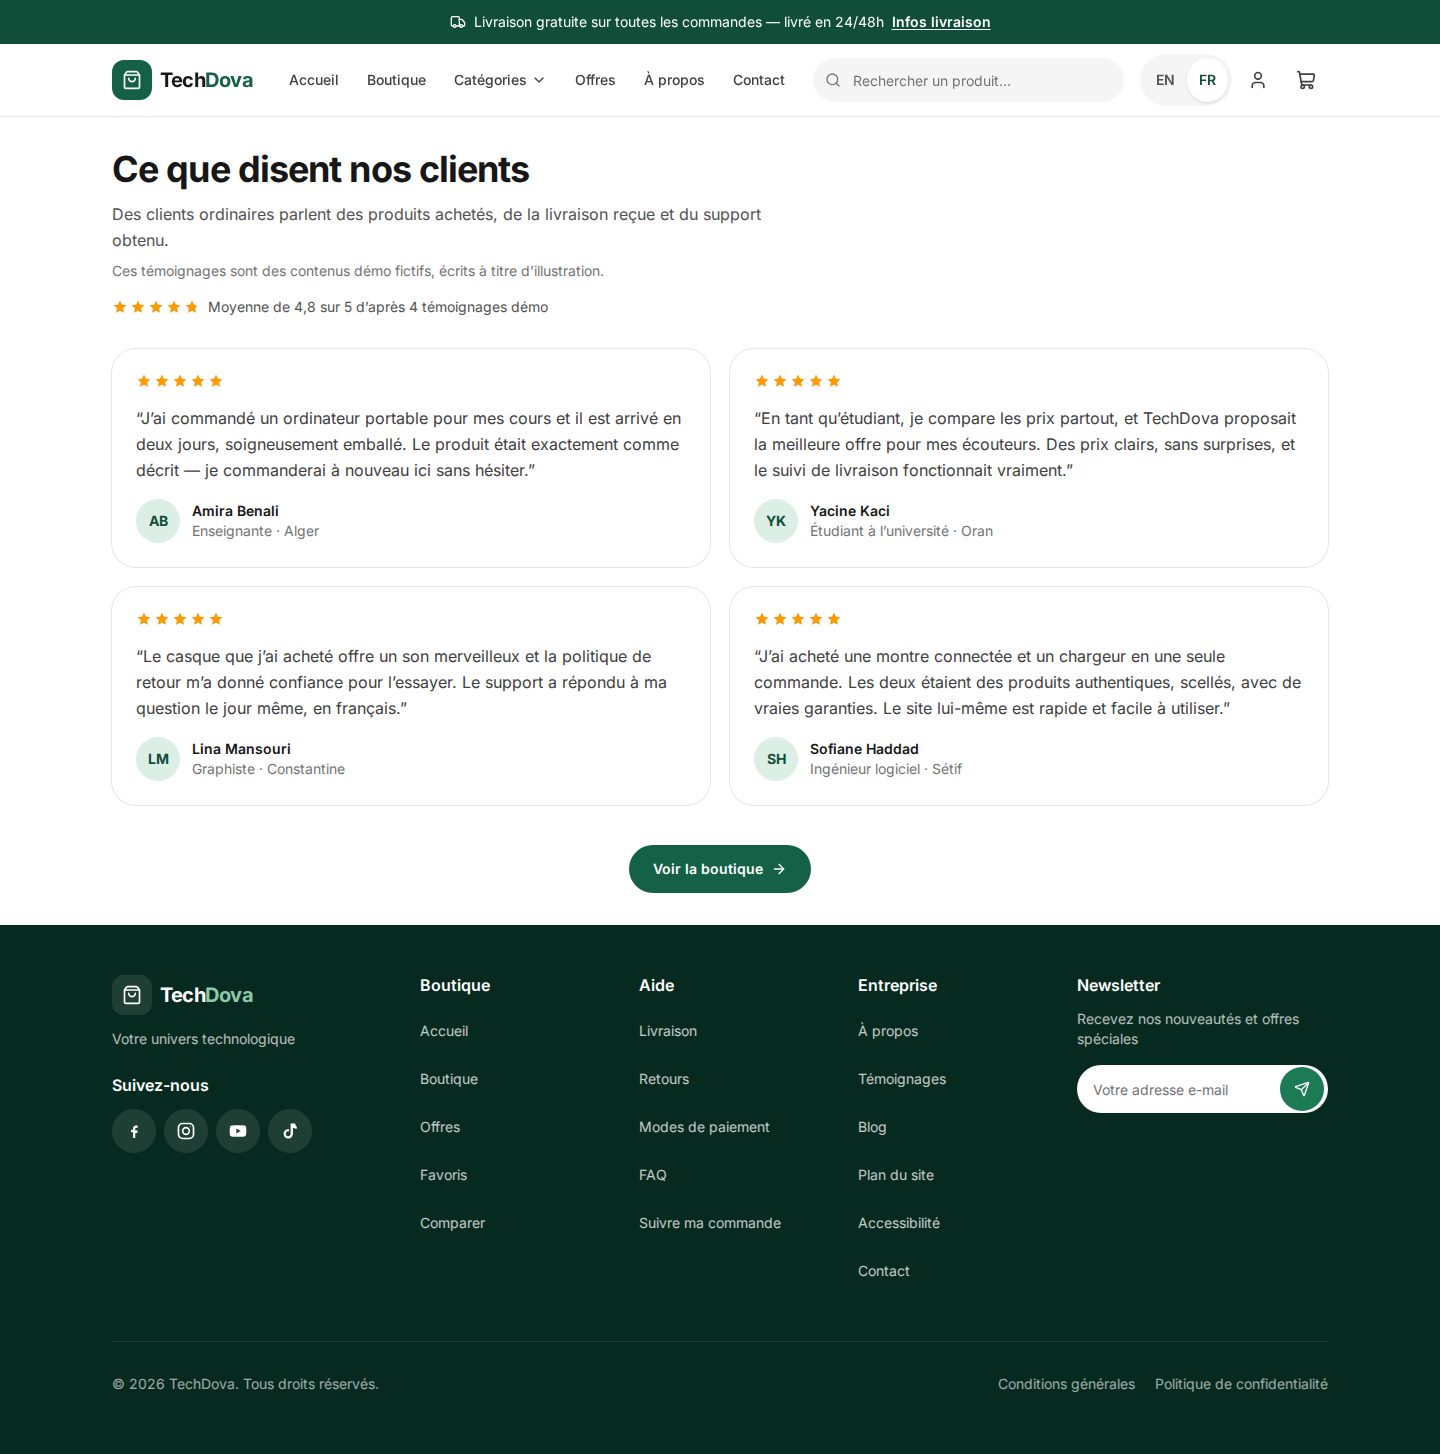 Livraison gratuite sur toutes les commandes — livré en 24/48h Infos livraison
TechDova
Accueil
Boutique
Catégories
Offres
À propos
Contact
Rechercher un produit...
EN
FR
Ce que disent nos clients
Des clients ordinaires parlent des produits achetés, de la livraison reçue et du support
obtenu.
Ces témoignages sont des contenus démo fictifs, écrits à titre d’illustration.
Moyenne de 4,8 sur 5 d’après 4 témoignages démo
“J’ai commandé un ordinateur portable pour mes cours et il est arrivé en
deux jours, soigneusement emballé. Le produit était exactement comme
décrit — je commanderai à nouveau ici sans hésiter.”
AB
Amira Benali
Enseignante · Alger
“En tant qu’étudiant, je compare les prix partout, et TechDova proposait
la meilleure offre pour mes écouteurs. Des prix clairs, sans surprises, et
le suivi de livraison fonctionnait vraiment.”
YK
Yacine Kaci
Étudiant à l’université · Oran
“Le casque que j’ai acheté offre un son merveilleux et la politique de
retour m’a donné confiance pour l’essayer. Le support a répondu à ma
question le jour même, en français.”
LM
Lina Mansouri
Graphiste · Constantine
“J’ai acheté une montre connectée et un chargeur en une seule
commande. Les deux étaient des produits authentiques, scellés, avec de
vraies garanties. Le site lui-même est rapide et facile à utiliser.”
SH
Sofiane Haddad
Ingénieur logiciel · Sétif
Voir la boutique
TechDova
Votre univers technologique
Suivez-nous
Boutique
Accueil
Boutique
Offres
Favoris
Comparer
Aide
Livraison
Retours
Modes de paiement
FAQ
Suivre ma commande
Entreprise
À propos
Témoignages
Blog
Plan du site
Accessibilité
Contact
Newsletter
Recevez nos nouveautés et offres
spéciales
Votre adresse e-mail
© 2026 TechDova. Tous droits réservés.
Conditions générales
Politique de confidentialité